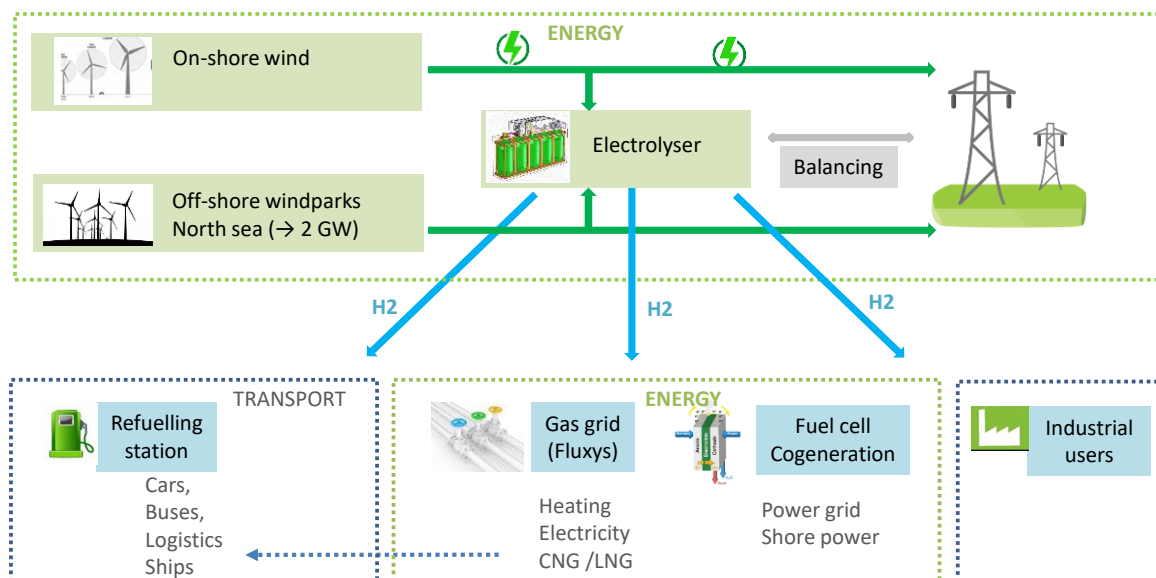 ENERGY
On-shore wind
Electrolyser
Balancing
Off-shore windparks
North sea (→ 2 GW)
H2
H2
H2
TRANSPORT
ENERGY
Refuelling
station
Gas grid
(Fluxys)
Fuel cell
Cogeneration
Industrial
users
Cars,
Buses,
Logistics
Ships
Heating
Electricity
CNG /LNG
Power grid
Shore power